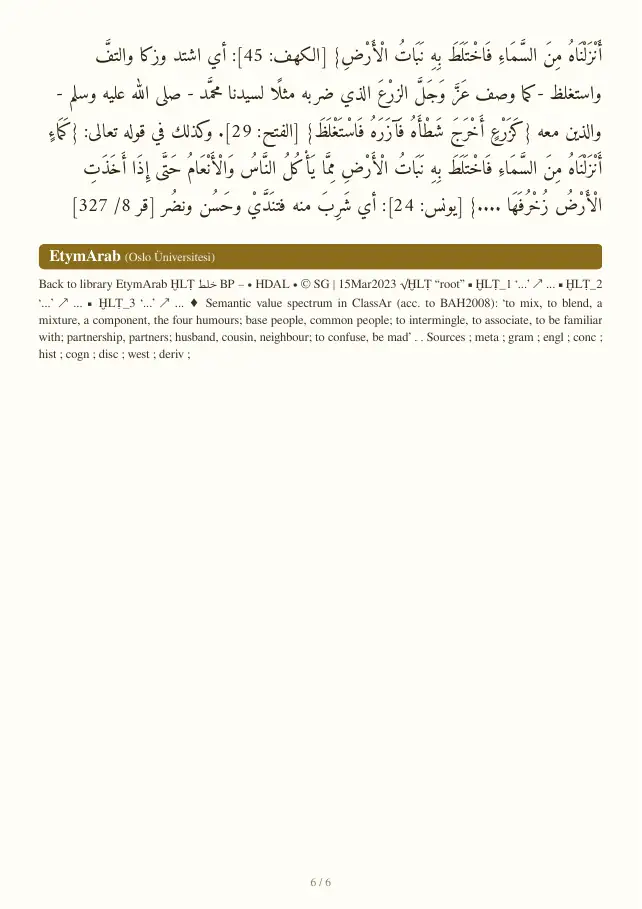 أَنْزَلْنَاهُ مِنَ السَّمَاءِ فَاخْتَلَطَ بِهِ نَبَاتُ الْأَرْضِ} [الكهف: 45]: أي اشتد وزكا والتفَّ
واستغلظ -كما وصف عَزَّ وَجَلَّ الزرْعَ الذي ضربه مثلًا لسيدنا محمَّد - صلى الله عليه وسلم -
والذين معه {كَزَرْعٍ أَخْرَجَ شَطْأَهُ فَآزَرَهُ فَاسْتَغْلَظَ} [الفتح: 29]. وكذلك في قوله تعالى: {كَمَاءٍ
أَنْزَلْنَاهُ مِنَ السَّمَاءِ فَاخْتَلَطَ بِهِ نَبَاتُ الْأَرْضِ مِمَّا يَأْكُلُ النَّاسُ وَالْأَنْعَامُ حَتَّى إِذَا أَخَذَتِ
الْأَرْضُ زُخْرُفَهَا ....} [يونس: 24]: أي شَرِبَ منه فتنَدَّيْ وحَسُن ونضُر [قر 8/ 327]
EtymArab (Oslo Üniversitesi)
Back to library EtymArab ḪLṬ خلط BP – • HDAL • © SG | 15Mar2023 √ḪLṬ “root” ▪ ḪLṬ_1 ‘...’ ↗ ... ▪ ḪLṬ_2
‘...’ ↗ ... ▪ ḪLṬ_3 ‘...’ ↗ ... ♦ Semantic value spectrum in ClassAr (acc. to BAH2008): ‘to mix, to blend, a
mixture, a component, the four humours; base people, common people; to intermingle, to associate, to be familiar
with; partnership, partners; husband, cousin, neighbour; to confuse, be mad’ . . Sources ; meta ; gram ; engl ; conc ;
hist ; cogn ; disc ; west ; deriv ;
6 / 6